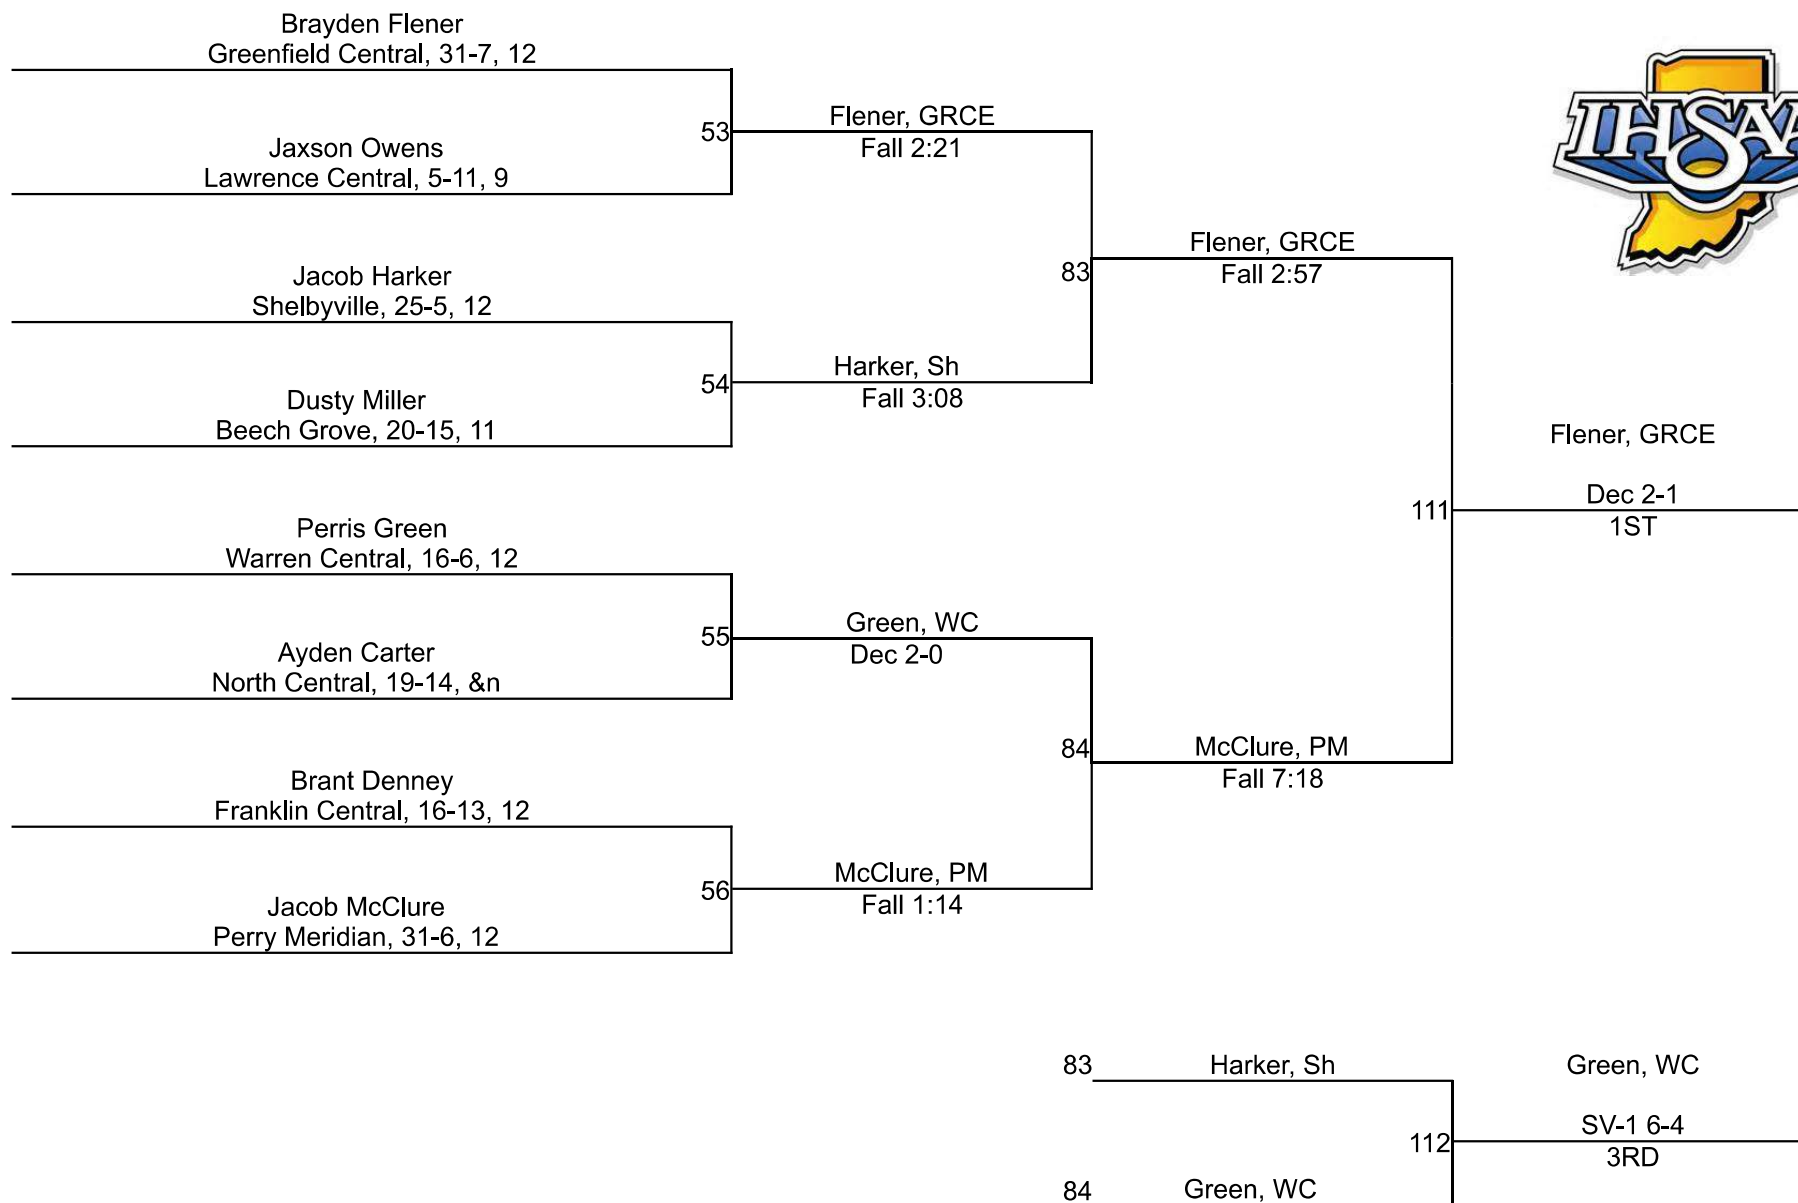 Brayden Flener
Greenfield Central, 31-7, 12
53
Jaxson Owens
Lawrence Central, 5-11, 9
Flener, GRCE
Fall 2:21
IHSAA
Jacob Harker
Shelbyville, 25-5, 12
83
Flener, GRCE
Fall 2:57
54
Harker, Sh
Fall 3:08
Dusty Miller
Beech Grove, 20-15, 11
Flener, GRCE
111
Dec 2-1
1ST
Perris Green
Warren Central, 16-6, 12
55
Green, WC
Dec 2-0
Ayden Carter
North Central, 19-14, &n
84
McClure, PM
Fall 7:18
Brant Denney
Franklin Central, 16-13, 12
56
McClure, PM
Fall 1:14
Jacob McClure
Perry Meridian, 31-6, 12
83
Harker, Sh
Green, WC
112
SV-1 6-4
3RD
84
Green, WC